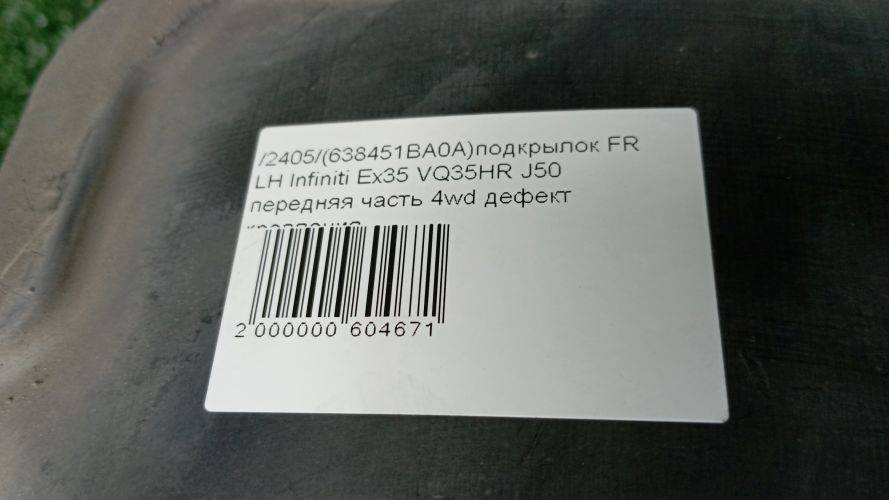 /2405/(638451BA0A)подкрылок FR
LH Infiniti Ex35 VQ35HR J50
передняя часть 4wd дефект
2 000000 604671